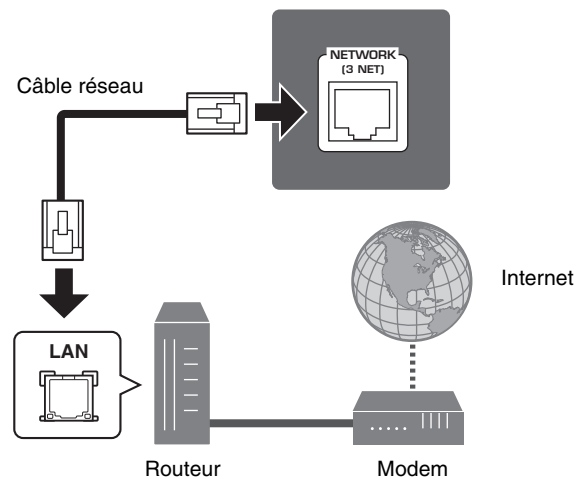 NETWORK
(3 NET)
Câble réseau
Internet
LAN
Routeur
Modem